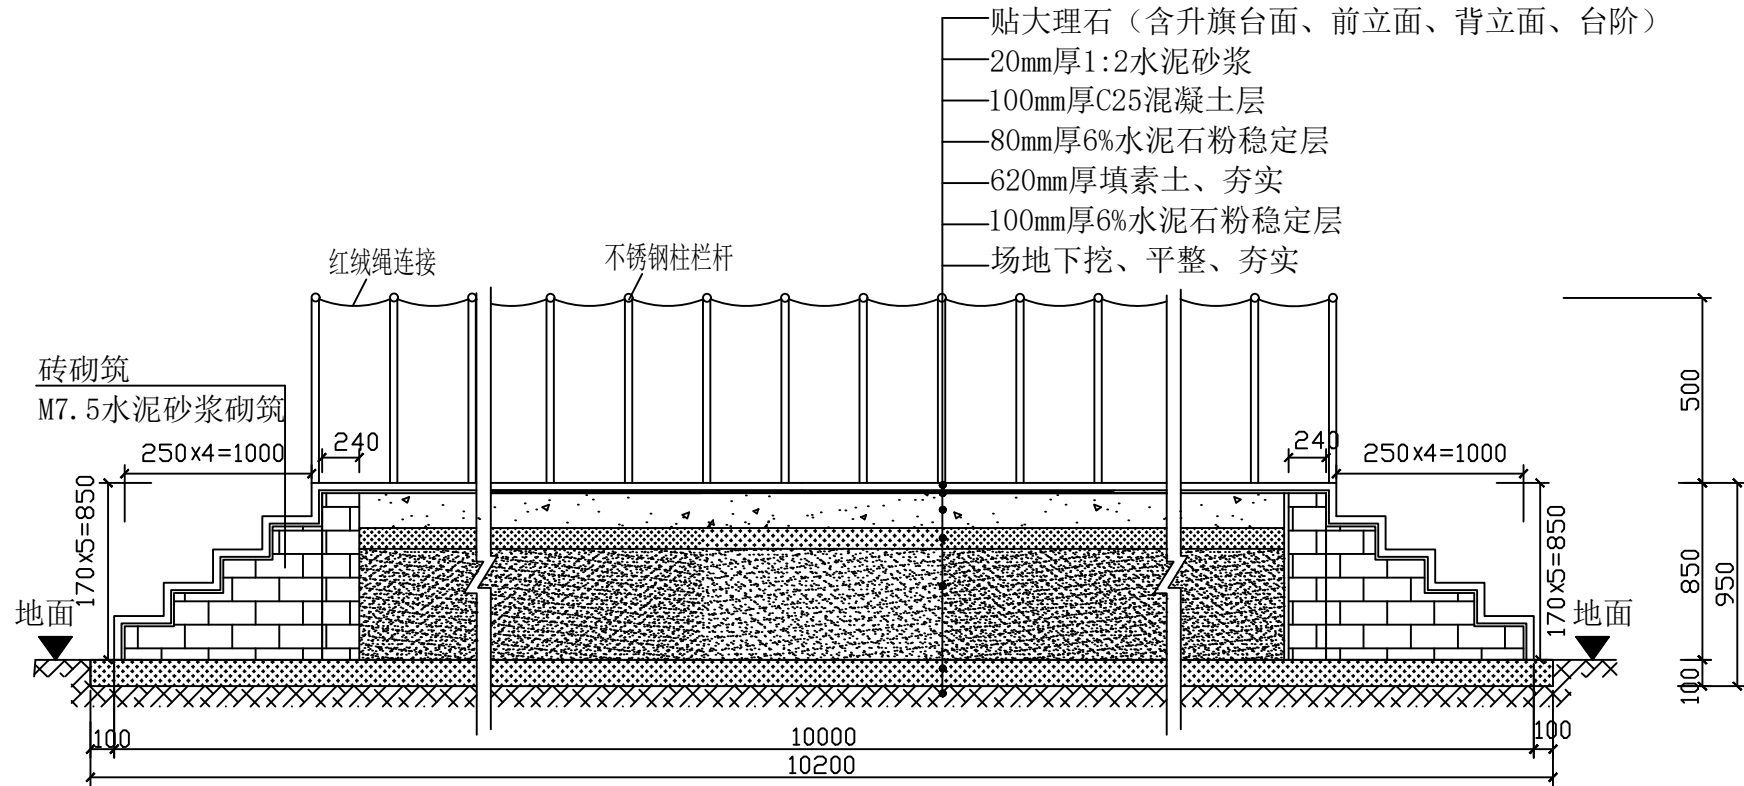 贴大理石（含升旗台面、前立面、背立面、台阶）
20mm厚1:2水泥砂浆
100mm厚C25混凝土层
80mm厚6%水泥石粉稳定层
620mm厚填素土、夯实
100mm厚6%水泥石粉稳定层
场地下挖、平整、夯实
红绒绳连接
不锈钢柱栏杆
砖砌筑
M7.5水泥砂浆砌筑
500
250x4=1000
240
240
250x4=1000
170x5=850
170x5=850
850
950
地面
地面
100
100
10000
100
10200